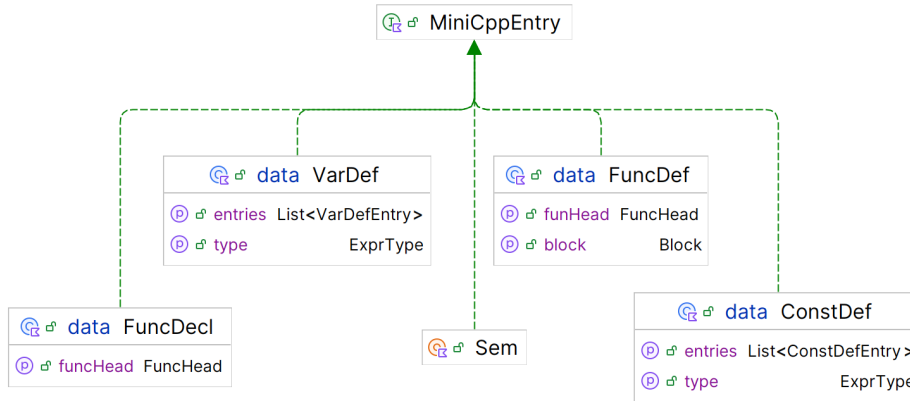 MiniCppEntry
data VarDef
entries List<VarDefEntry>
type ExprType
data FuncDef
funHead FuncHead
block Block
data FuncDecl
funcHead FuncHead
Sem
data ConstDef
entries List<ConstDefEntry>
type ExprType